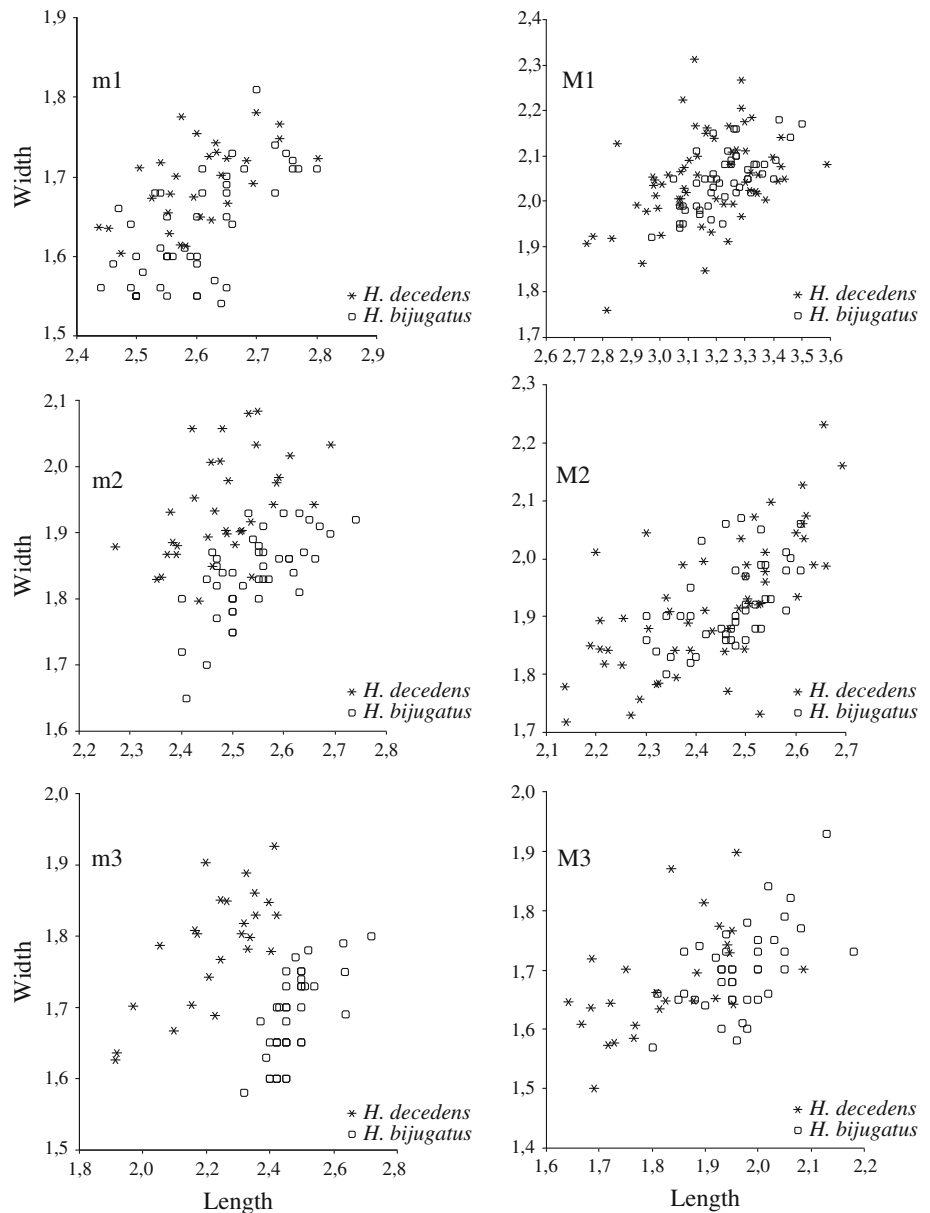 m1
Width
1,9
1,8
1,7
1,6
1,5
2,4 2,5 2,6 2,7 2,8 2,9
H. decedens
H. bijugatus
M1
2,4
2,3
2,2
2,1
2,0
1,9
1,8
1,7
2,6 2,7 2,8 2,9 3,0 3,1 3,2 3,3 3,4 3,5 3,6
H. decedens
H. bijugatus
m2
Width
2,1
2,0
1,9
1,8
1,7
1,6
2,2 2,3 2,4 2,5 2,6 2,7 2,8
H. decedens
H. bijugatus
M2
2,3
2,2
2,1
2,0
1,9
1,8
1,7
2,1 2,2 2,3 2,4 2,5 2,6 2,7
H. decedens
H. bijugatus
m3
Width
2,0
1,9
1,8
1,7
1,6
1,5
1,8 2,0 2,2 2,4 2,6 2,8
Length
H. decedens
H. bijugatus
M3
2,0
1,9
1,8
1,7
1,6
1,5
1,4
1,6 1,7 1,8 1,9 2,0 2,1 2,2
Length
H. decedens
H. bijugatus